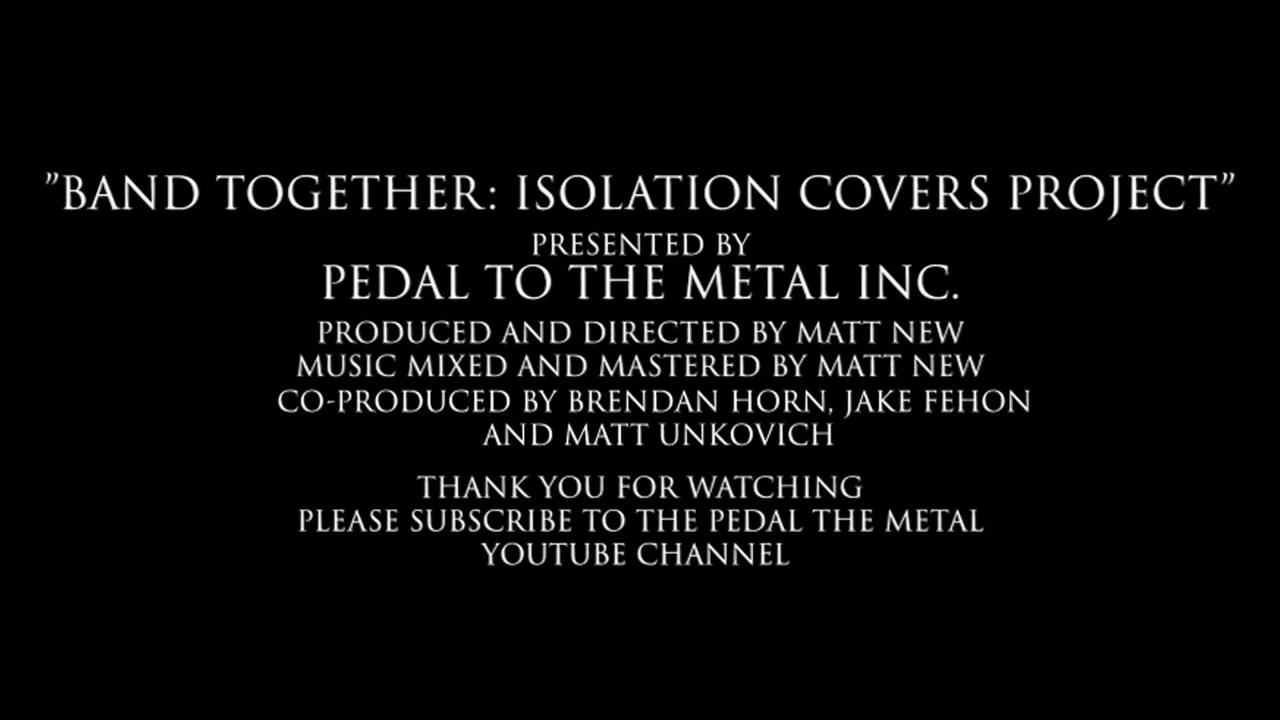 ”BAND TOGETHER: ISOLATION COVERS PROJECT”
PRESENTED BY
PEDAL TO THE METAL INC.
PRODUCED AND DIRECTED BY MATT NEW
MUSIC MIXED AND MASTERED BY MATT NEW
CO-PRODUCED BY BRENDAN HORN, JAKE FEHON
AND MATT UNKOVICH
THANK YOU FOR WATCHING
PLEASE SUBSCRIBE TO THE PEDAL THE METAL
YOUTUBE CHANNEL